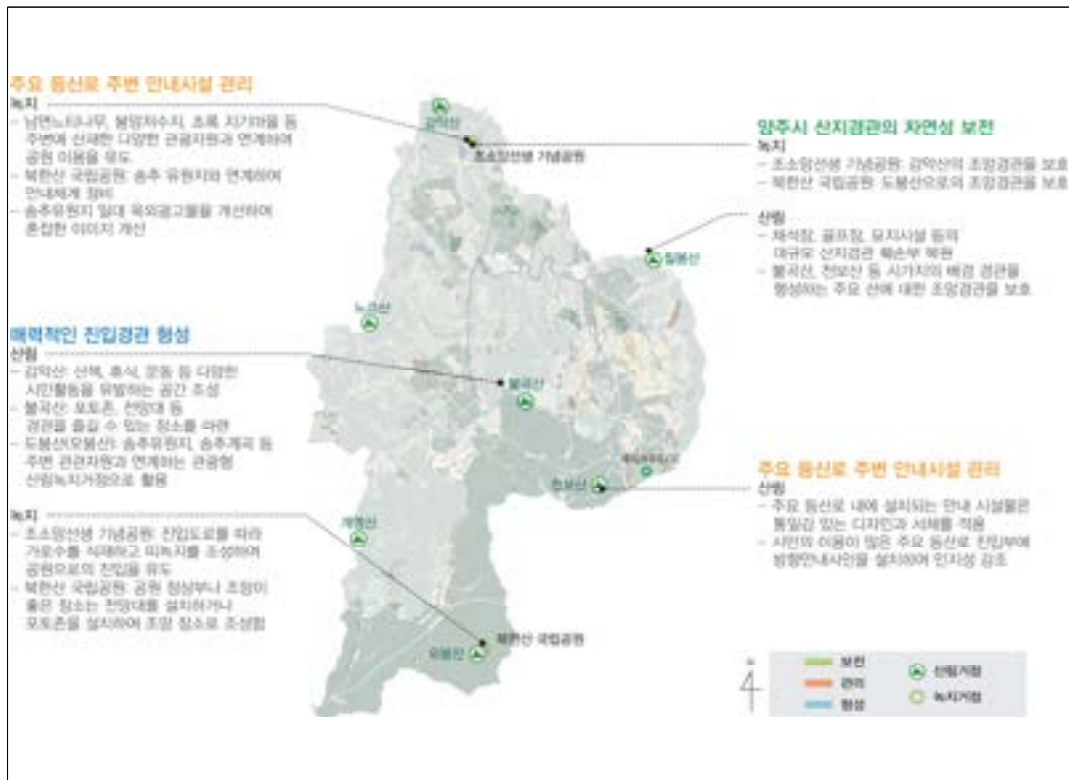 주요 등산로 주변 안내시설 관리
녹지
- 남면느티나무, 봉암저수지, 초록 지기마을 등
주변에 산재한 다양한 관광자원과 연계하여
공원 이용을 유도
- 북한산 국립공원: 송추 유원지와 연계하여
안내체계 정비
- 송추유원지 일대 옥외광고물을 개선하여
혼잡한 이미지 개선
매력적인 진입경관 형성
산림
- 감악산: 산책, 휴식, 운동 등 다양한
시민활동을 유발하는 공간 조성
- 불곡산: 포토존, 전망대 등
경관을 즐길 수 있는 장소를 마련
- 도봉산(오봉산): 송추유원지, 송추계곡 등
주변 관련자원과 연계하는 관광형
산림녹지거점으로 활용
녹지
- 조소앙선생 기념공원: 진입도로를 따라
가로수를 식재하고 띠녹지를 조성하여
공원으로의 진입을 유도
- 북한산 국립공원: 공원 정상부나 조망이
좋은 장소는 전망대를 설치하거나
포토존을 설치하여 조망 장소로 조성함
감악산
조소앙선생 기념공원
칠봉산
노고산
불곡산
천보산
개명산
오봉산
북한산 국립공원
양주시 산지경관의 자연성 보전
녹지
- 조소앙선생 기념공원: 감악산의 조망경관을 보호
- 북한산 국립공원: 도봉산으로의 조망경관을 보호
산림
- 채석장, 골프장, 묘지시설 등의
대규모 산지경관 훼손부 복원
- 불곡산, 천보산 등 시가지의 배경 경관을
형성하는 주요 산에 대한 조망경관을 보호
주요 등산로 주변 안내시설 관리
산림
- 주요 등산로 내에 설치되는 안내 시설물은
통일감 있는 디자인과 서체를 적용
- 시민의 이용이 많은 주요 등산로 진입부에
방향안내사인을 설치하여 인지성 강조
보전
관리
형성
산림거점
녹지거점